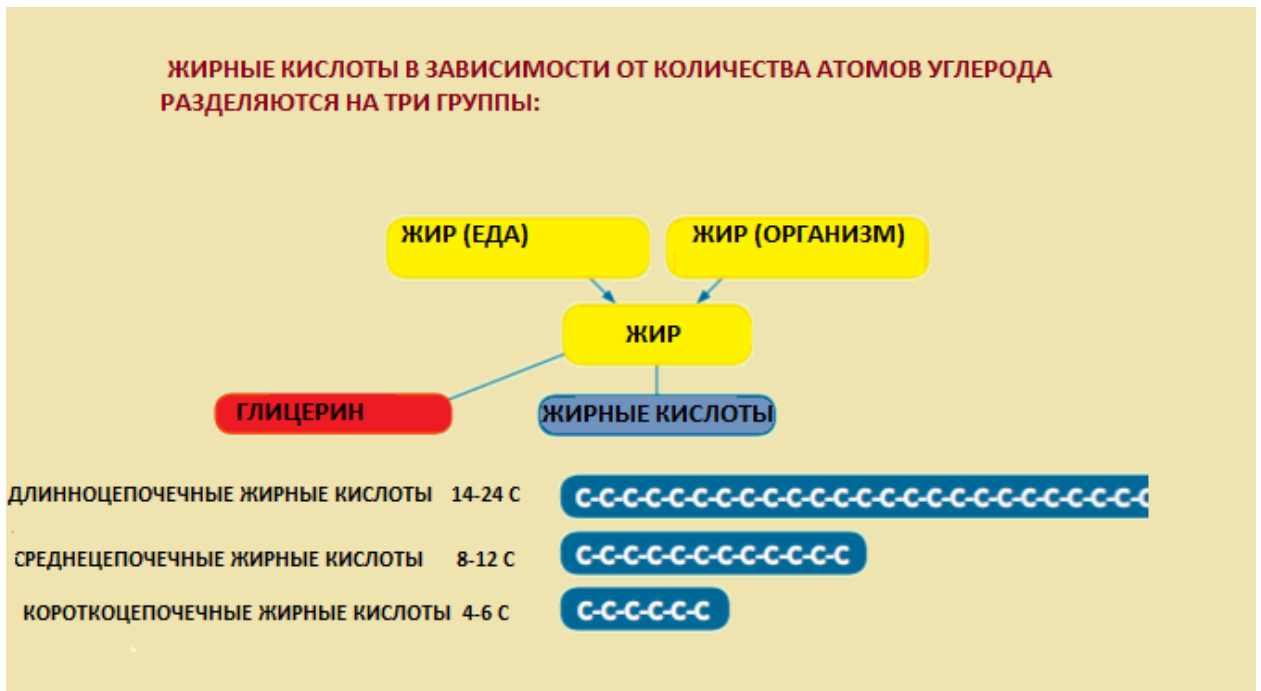 ЖИРНЫЕ КИСЛОТЫ В ЗАВИСИМОСТИ ОТ КОЛИЧЕСТВА АТОМОВ УГЛЕРОДА
РАЗДЕЛЯЮТСЯ НА ТРИ ГРУППЫ:
ЖИР (ЕДА)
ЖИР (ОРГАНИЗМ)
ЖИР
ГЛИЦЕРИН
ЖИРНЫЕ КИСЛОТЫ
ДЛИННОЦЕПОЧЕЧНЫЕ ЖИРНЫЕ КИСЛОТЫ 14-24 С
С-С-С-С-С-С-С-С-С-С-С-С-С-С-С-С-С-С-С-С-С-С-С-С-С
СРЕДНЕЦЕПОЧЕЧНЫЕ ЖИРНЫЕ КИСЛОТЫ 8-12 С
С-С-С-С-С-С-С-С-С-С-С-С
КОРОТКОЦЕПОЧЕЧНЫЕ ЖИРНЫЕ КИСЛОТЫ 4-6 С
С-С-С-С-С-С